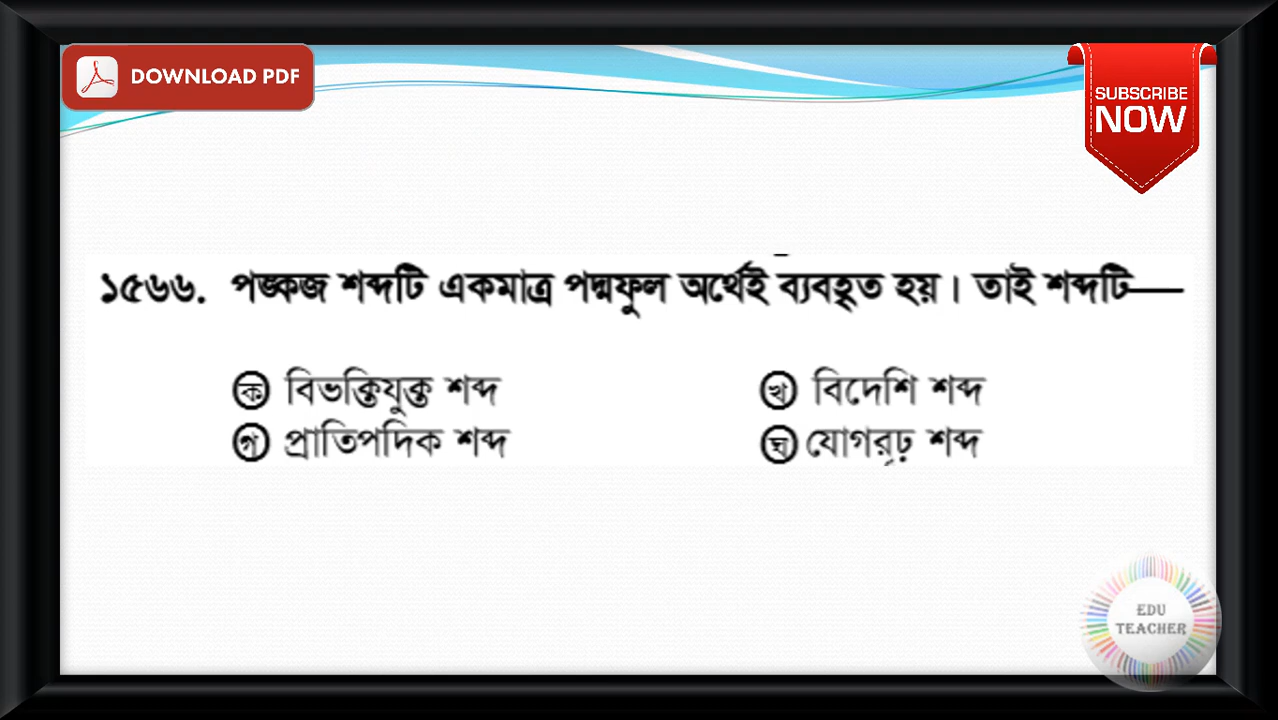 DOWNLOAD PDF
SUBSCRIBE
NOW
১৫৬৬. পঙ্কজ শব্দটি একমাত্র পদ্মফুল অর্থেই ব্যবহৃত হয়। তাই শব্দটি—
ক বিভক্তিযুক্ত শব্দ খ বিদেশি শব্দ
গ প্রাতিপদিক শব্দ ঘ যোগরূঢ় শব্দ
EDU
TEACHER